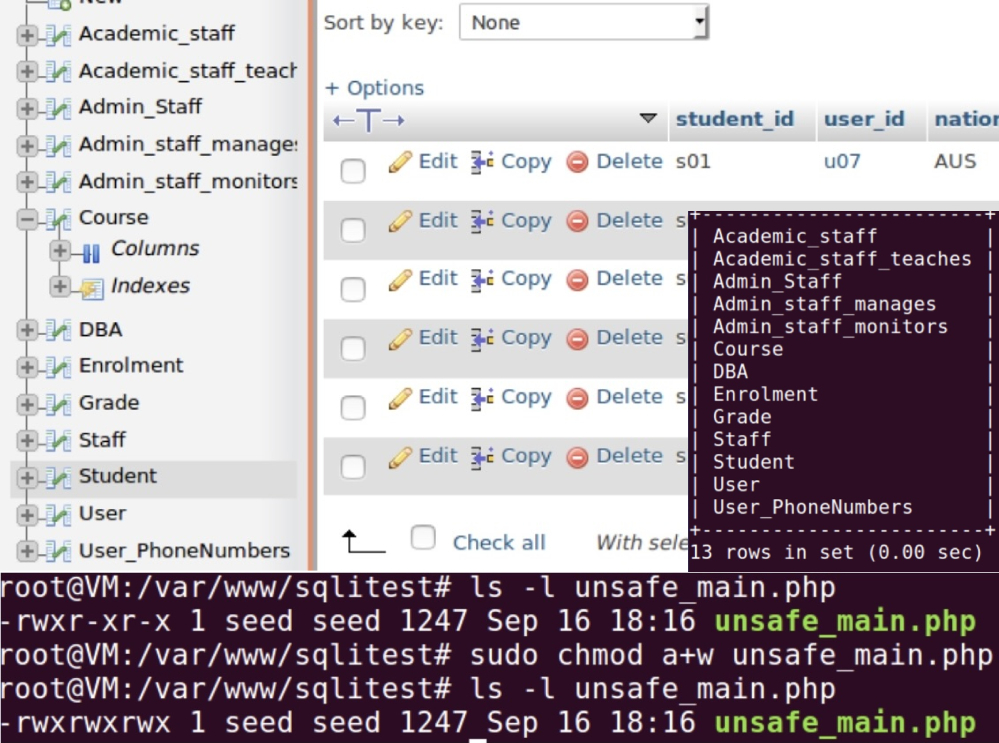 New
Academic_staff
Academic_staff_teach
Admin_Staff
Admin_staff_manage
Admin_staff_monitors
Course
Columns
Indexes
DBA
Enrolment
Grade
Staff
Student
User
User_PhoneNumbers
Sort by key: None
+ Options
←T→ student_id user_id nation
Edit Copy Delete s01 u07 AUS
Edit Copy Delete s
Edit Copy Delete s
Edit Copy Delete s
Edit Copy Delete s
Edit Copy Delete s
Check all With sele
+------------------------+
| Academic_staff |
| Academic_staff_teaches |
| Admin_Staff |
| Admin_staff_manages |
| Admin_staff_monitors |
| Course |
| DBA |
| Enrolment |
| Grade |
| Staff |
| Student |
| User |
| User_PhoneNumbers |
+------------------------+
13 rows in set (0.00 sec)
root@VM:/var/www/sqlitest# ls -l unsafe_main.php
-rwxr-xr-x 1 seed seed 1247 Sep 16 18:16 unsafe_main.php
root@VM:/var/www/sqlitest# sudo chmod a+w unsafe_main.php
root@VM:/var/www/sqlitest# ls -l unsafe_main.php
-rwxrwxrwx 1 seed seed 1247 Sep 16 18:16 unsafe_main.php